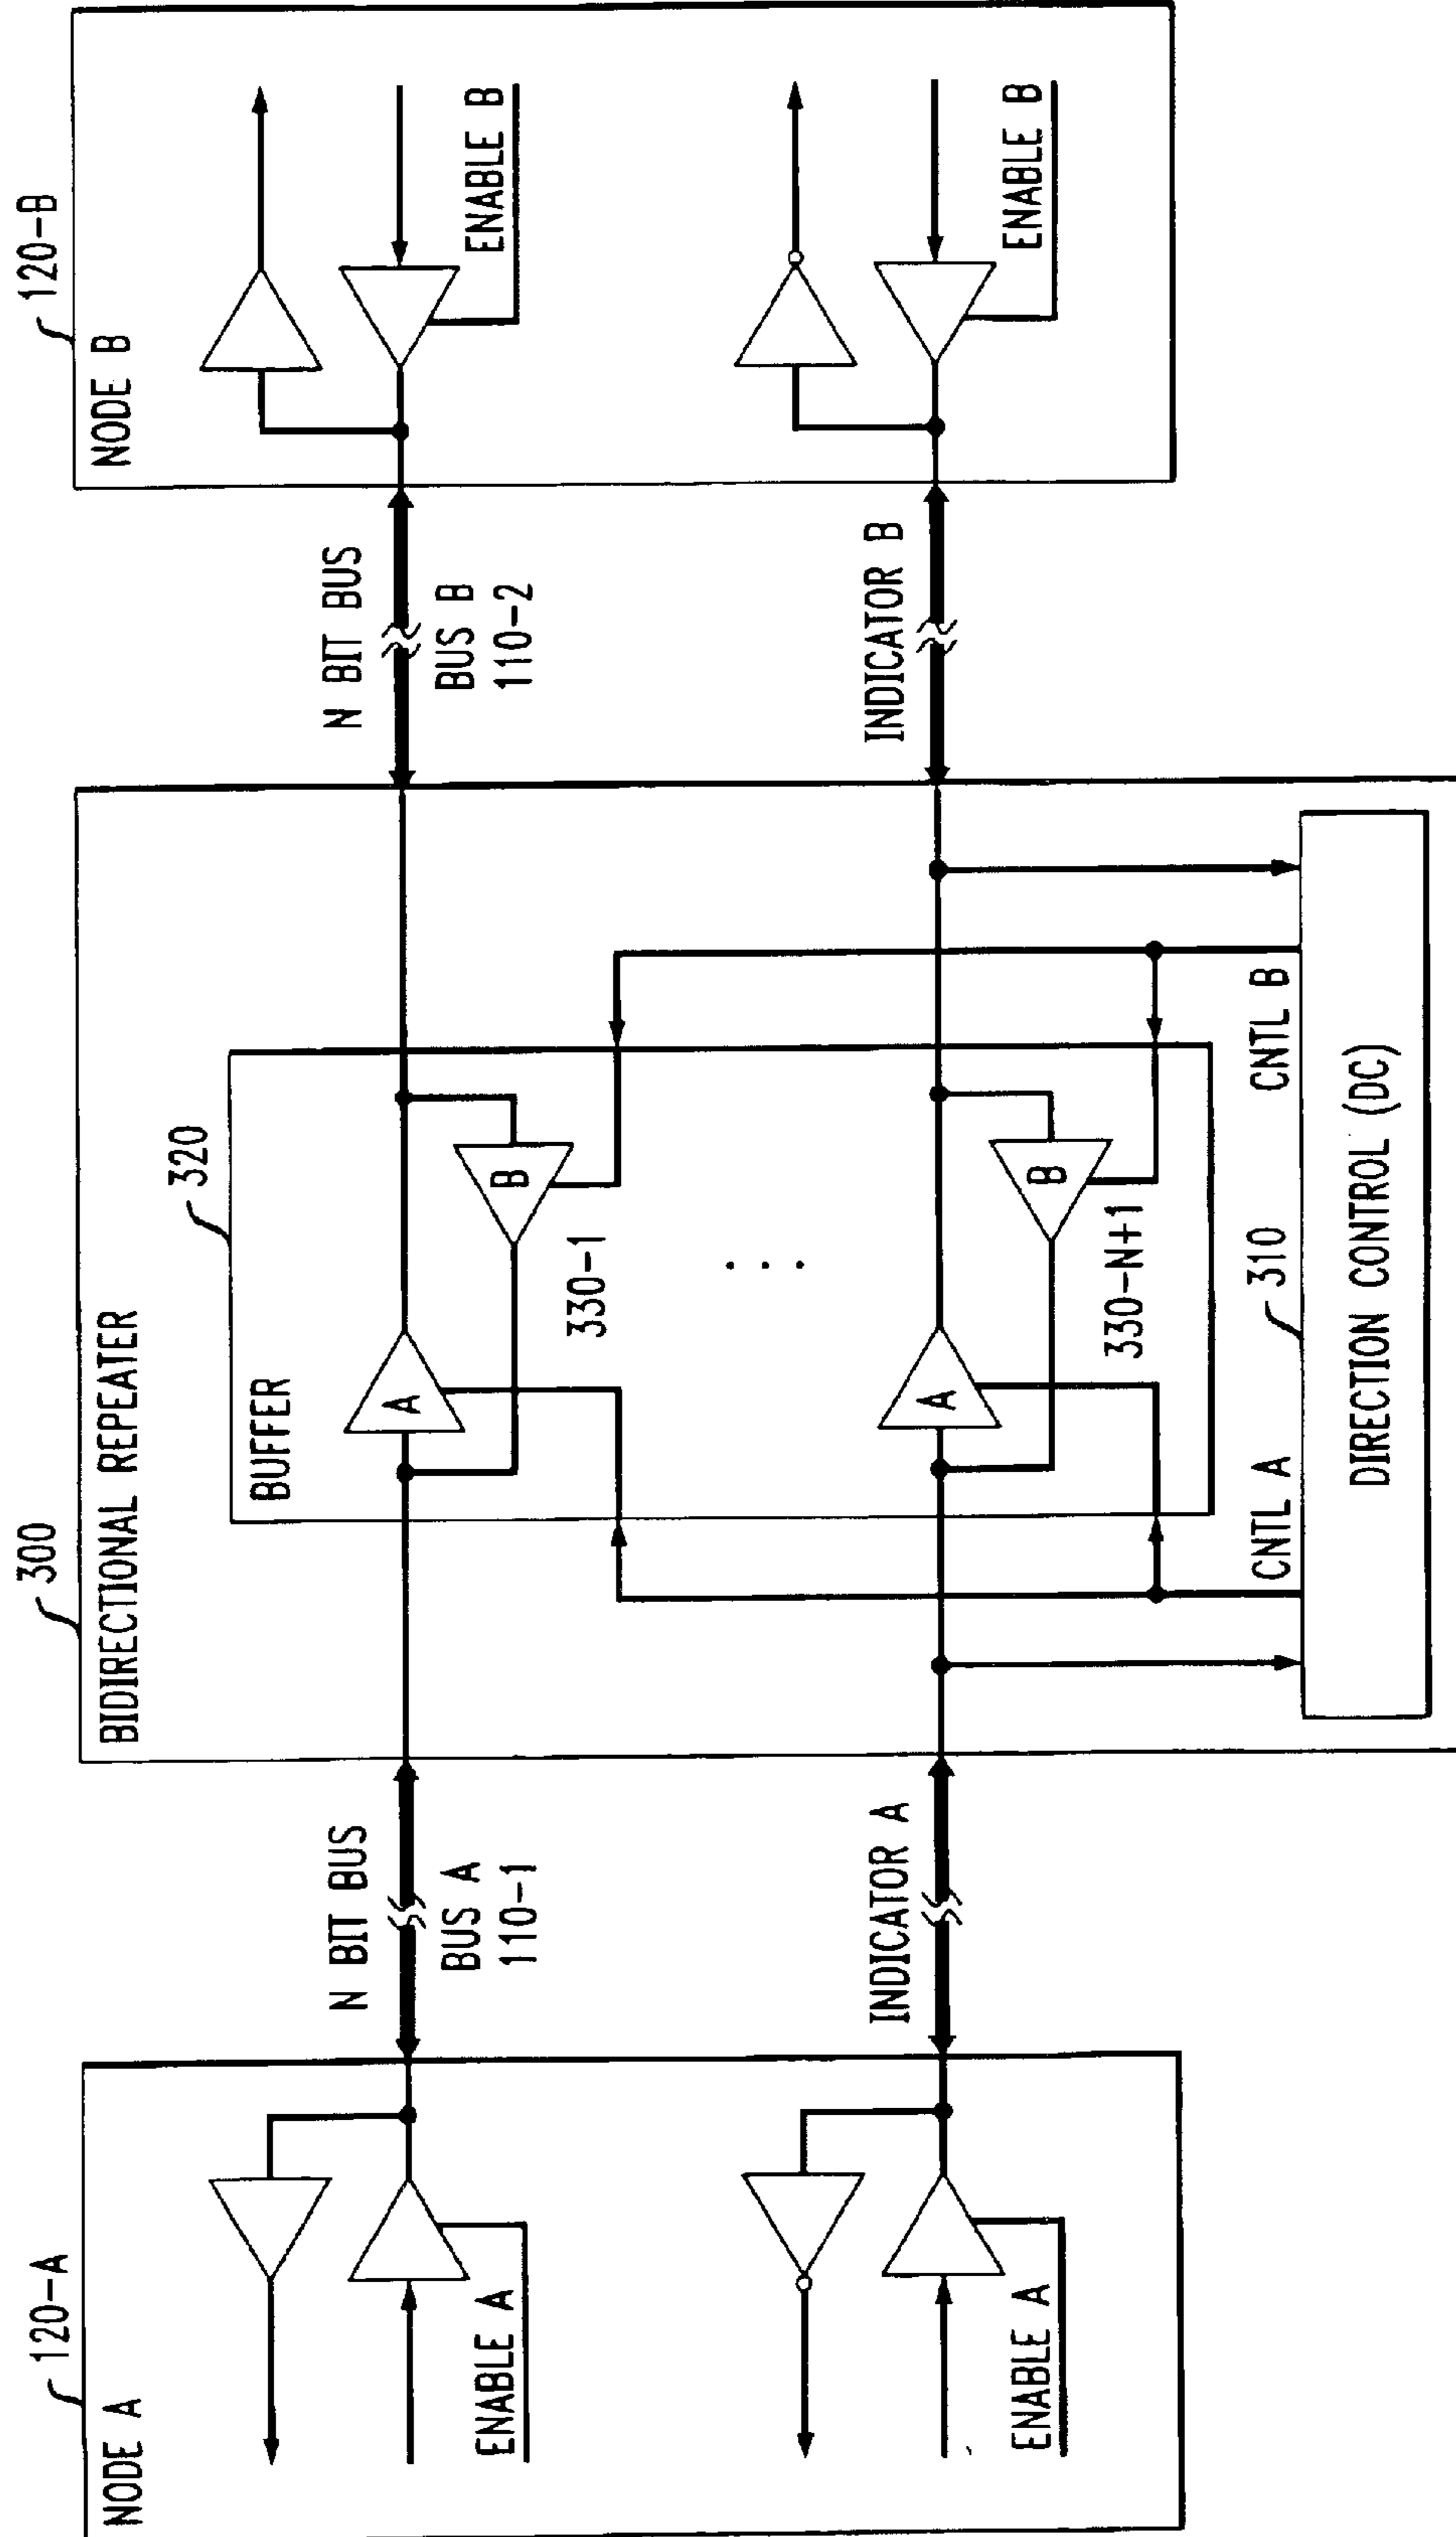 NODE A
120-A
ENABLE A
ENABLE A
N BIT BUS
BUS A
110-1
INDICATOR A
300
BIDIRECTIONAL REPEATER
320
BUFFER
A
B
330-1
. . .
A
B
330-N+1
CNTL A
310
CNTL B
DIRECTION CONTROL (DC)
N BIT BUS
BUS B
110-2
INDICATOR B
NODE B
120-B
ENABLE B
ENABLE B